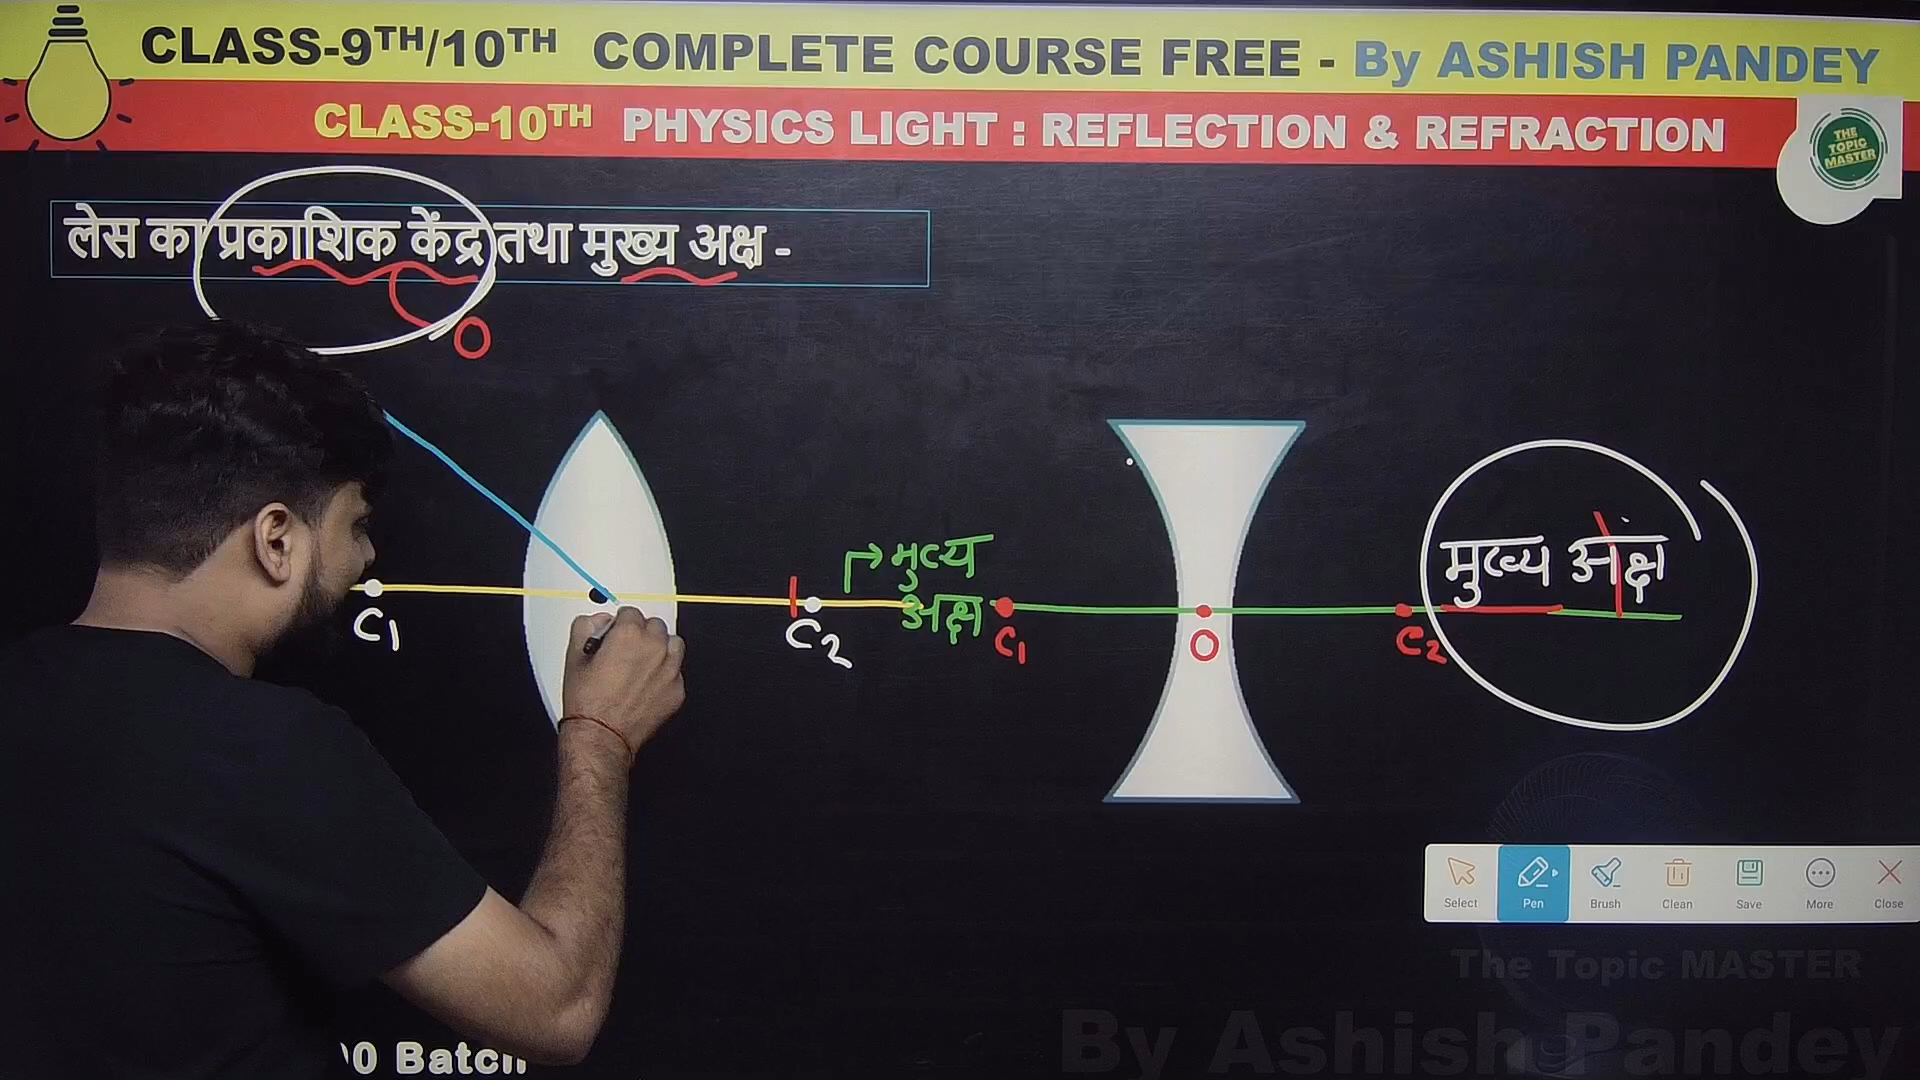 CLASS-9TH/10TH COMPLETE COURSE FREE - By ASHISH PANDEY
CLASS-10TH PHYSICS LIGHT : REFLECTION & REFRACTION
THE TOPIC MASTER
लेस का प्रकाशिक केंद्र तथा मुख्य अक्ष -
O
C1
C2
मुख्य
अक्ष
C1
O
C2
मुख्य अक्ष
Select Pen Brush Clean Save More Close
The Topic MASTER
By Ashish Pandey
Batch